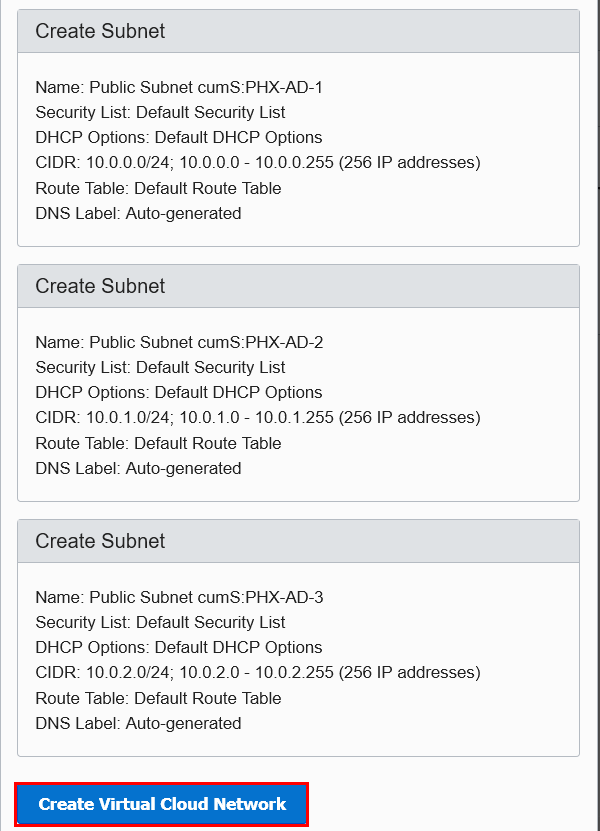 Create Subnet
Name: Public Subnet cumS:PHX-AD-1
Security List: Default Security List
DHCP Options: Default DHCP Options
CIDR: 10.0.0.0/24; 10.0.0.0 - 10.0.0.255 (256 IP addresses)
Route Table: Default Route Table
DNS Label: Auto-generated
Create Subnet
Name: Public Subnet cumS:PHX-AD-2
Security List: Default Security List
DHCP Options: Default DHCP Options
CIDR: 10.0.1.0/24; 10.0.1.0 - 10.0.1.255 (256 IP addresses)
Route Table: Default Route Table
DNS Label: Auto-generated
Create Subnet
Name: Public Subnet cumS:PHX-AD-3
Security List: Default Security List
DHCP Options: Default DHCP Options
CIDR: 10.0.2.0/24; 10.0.2.0 - 10.0.2.255 (256 IP addresses)
Route Table: Default Route Table
DNS Label: Auto-generated
Create Virtual Cloud Network